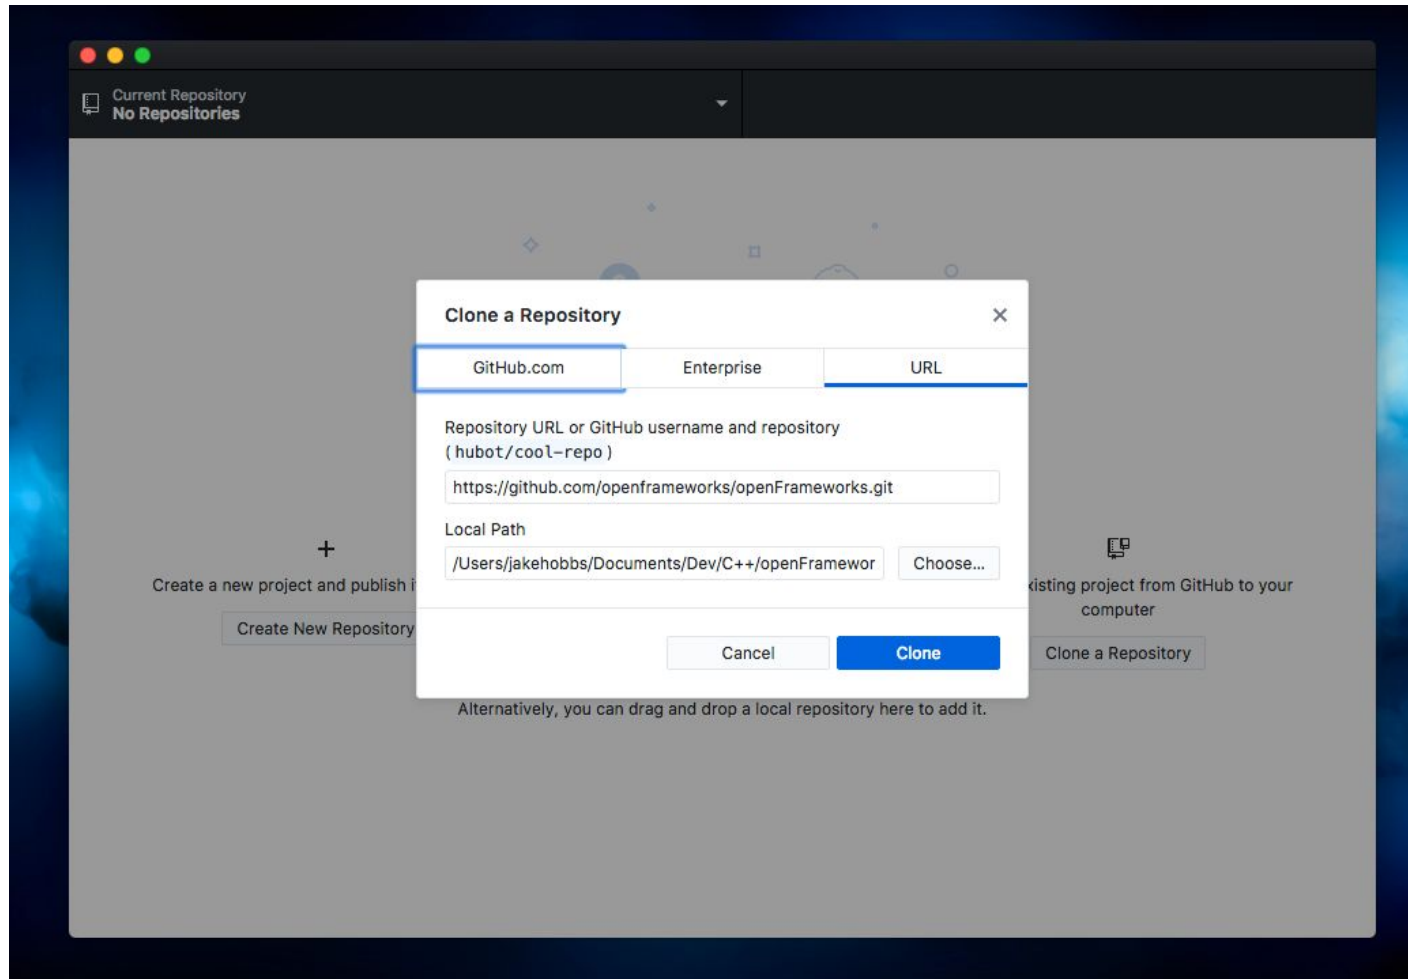 Current Repository
No Repositories
Clone a Repository
GitHub.com
Enterprise
URL
Repository URL or GitHub username and repository
(hubot/cool-repo)
https://github.com/openframeworks/openFrameworks.git
Local Path
/Users/jakehobbs/Documents/Dev/C++/openFramewor
Choose...
Cancel
Clone
Create a new project and publish i
Create New Repository
xisting project from GitHub to your
computer
Clone a Repository
Alternatively, you can drag and drop a local repository here to add it.